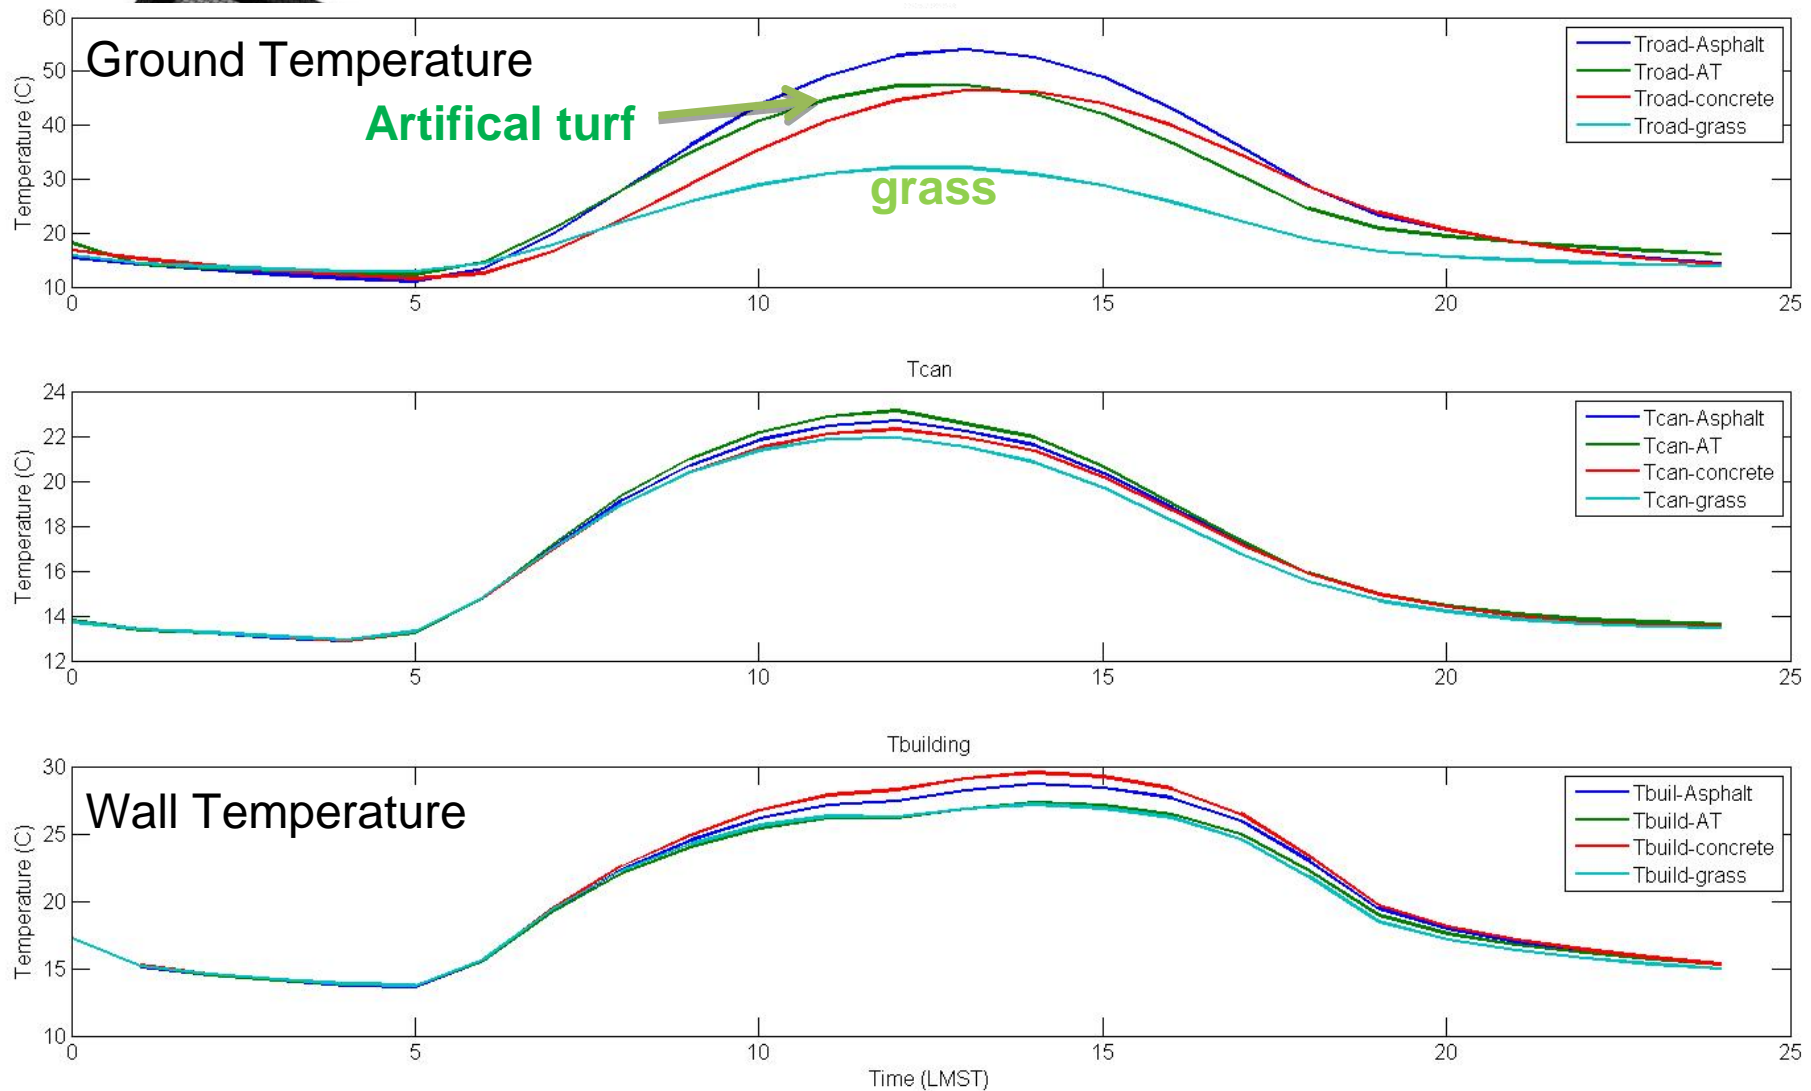 60
50
40
30
20
10
Temperature (C)
Ground Temperature
Artifical turf
grass
Troad-Asphalt
Troad-AT
Troad-concrete
Troad-grass
0 5 10 15 20 25
Tcan
24
22
20
18
16
14
12
Temperature (C)
Tcan-Asphalt
Tcan-AT
Tcan-concrete
Tcan-grass
0 5 10 15 20 25
Tbuilding
30
25
20
15
10
Temperature (C)
Wall Temperature
Tbuil-Asphalt
Tbuild-AT
Tbuild-concrete
Tbuild-grass
0 5 10 15 20 25
Time (LMST)